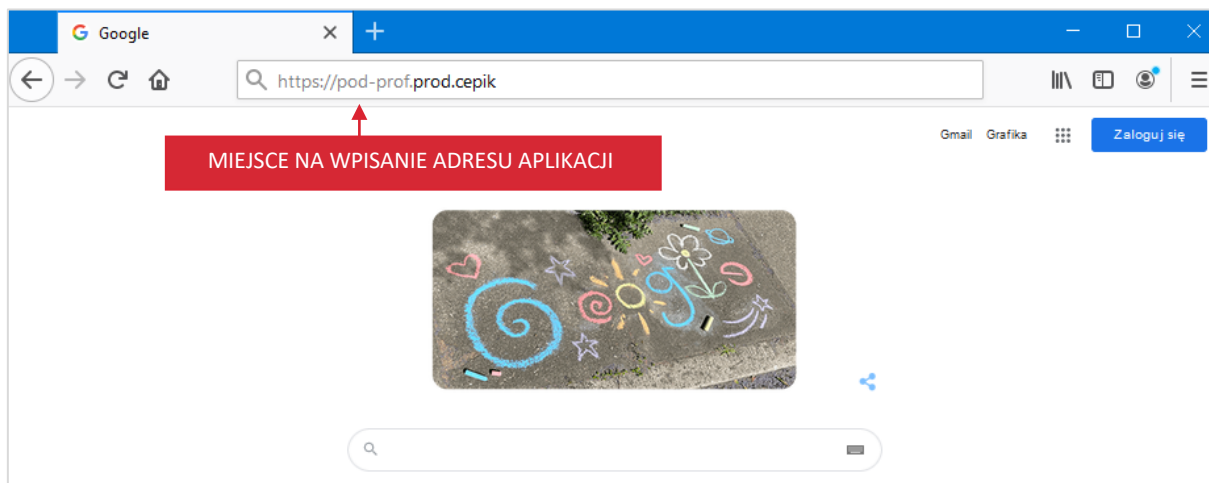 Google
https://pod-prof.prod.cepik
MIEJSCE NA WPISANIE ADRESU APLIKACJI
Gmail Grafika Zaloguj się